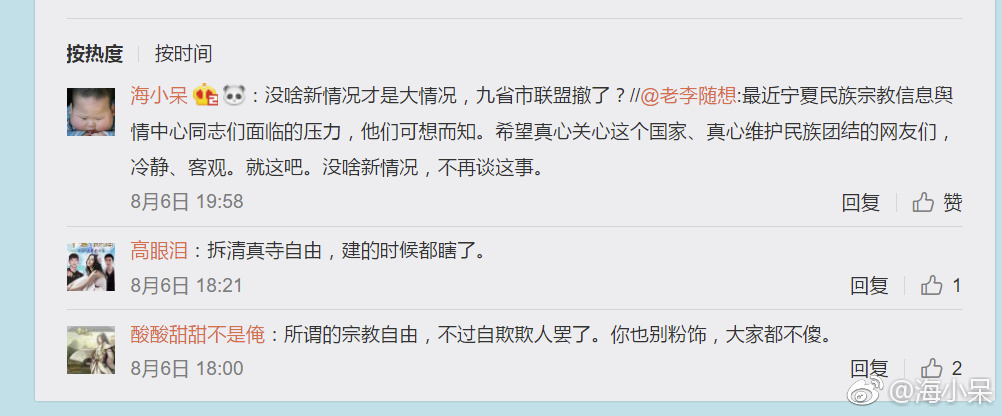 按热度 按时间
海小呆：没啥新情况才是大情况，九省市联盟撤了？//@老李随想:最近宁夏民族宗教信息舆
情中心同志们面临的压力，他们可想而知。希望真心关心这个国家、真心维护民族团结的网友们，
冷静、客观。就这吧。没啥新情况，不再谈这事。
8月6日 19:58 回复 赞
高眼泪：拆清真寺自由，建的时候都瞎了。
8月6日 18:21 回复 1
酸酸甜甜不是俺：所谓的宗教自由，不过自欺欺人罢了。你也别粉饰，大家都不傻。
8月6日 18:00 回复 2
@海小呆